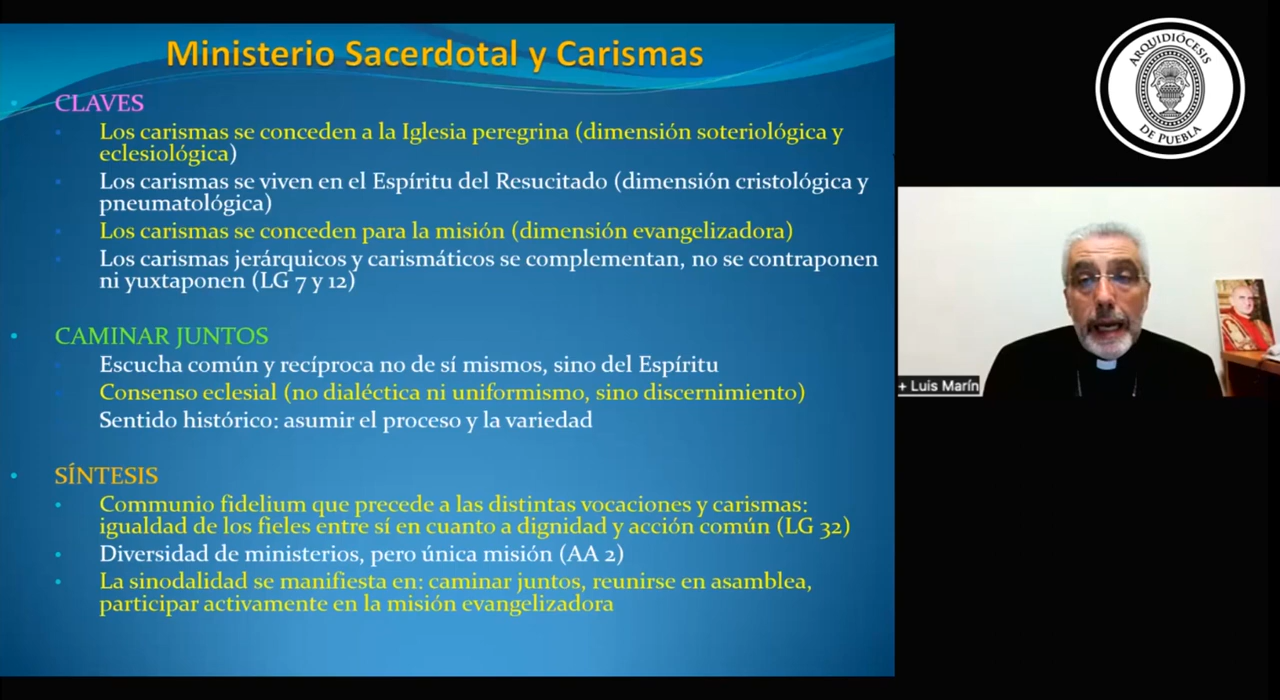 Ministerio Sacerdotal y Carismas
CLAVES
Los carismas se conceden a la Iglesia peregrina (dimensión soteriológica y
eclesiológica)
Los carismas se viven en el Espíritu del Resucitado (dimensión cristológica y
pneumatológica)
Los carismas se conceden para la misión (dimensión evangelizadora)
Los carismas jerárquicos y carismáticos se complementan, no se contraponen
ni yuxtaponen (LG 7 y 12)
CAMINAR JUNTOS
Escucha común y recíproca no de sí mismos, sino del Espíritu
Consenso eclesial (no dialéctica ni uniformismo, sino discernimiento)
Sentido histórico: asumir el proceso y la variedad
SÍNTESIS
Communio fidelium que precede a las distintas vocaciones y carismas:
igualdad de los fieles entre sí en cuanto a dignidad y acción común (LG 32)
Diversidad de ministerios, pero única misión (AA 2)
La sinodalidad se manifiesta en: caminar juntos, reunirse en asamblea,
participar activamente en la misión evangelizadora
ARQUIDIÓCESIS
DE PUEBLA
+ Luis Marín